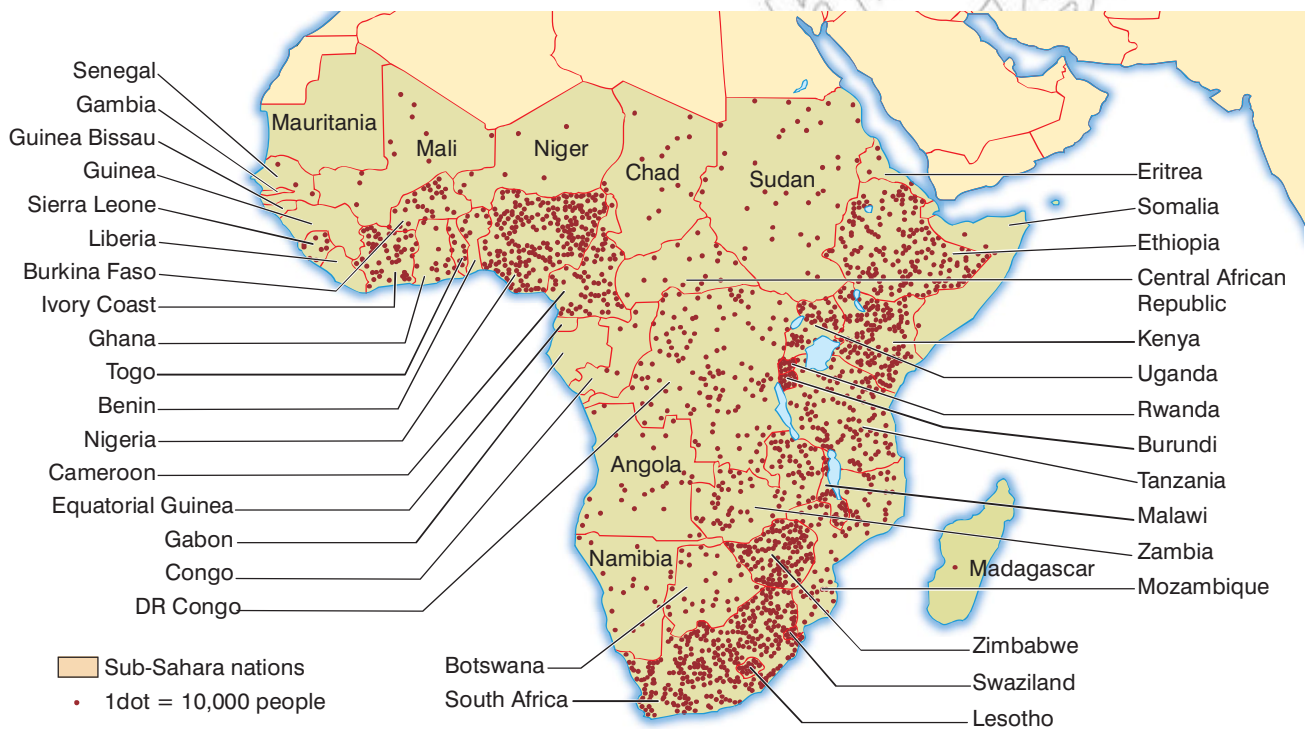 Senegal
Gambia
Guinea Bissau
Guinea
Sierra Leone
Liberia
Burkina Faso
Ivory Coast
Ghana
Togo
Benin
Nigeria
Cameroon
Equatorial Guinea
Gabon
Congo
DR Congo
Mauritania
Mali
Niger
Chad
Sudan
Angola
Namibia
Madagascar
Eritrea
Somalia
Ethiopia
Central African
Republic
Kenya
Uganda
Rwanda
Burundi
Tanzania
Malawi
Zambia
Mozambique
Zimbabwe
Swaziland
Lesotho
Botswana
South Africa
Sub-Sahara nations
1dot = 10,000 people